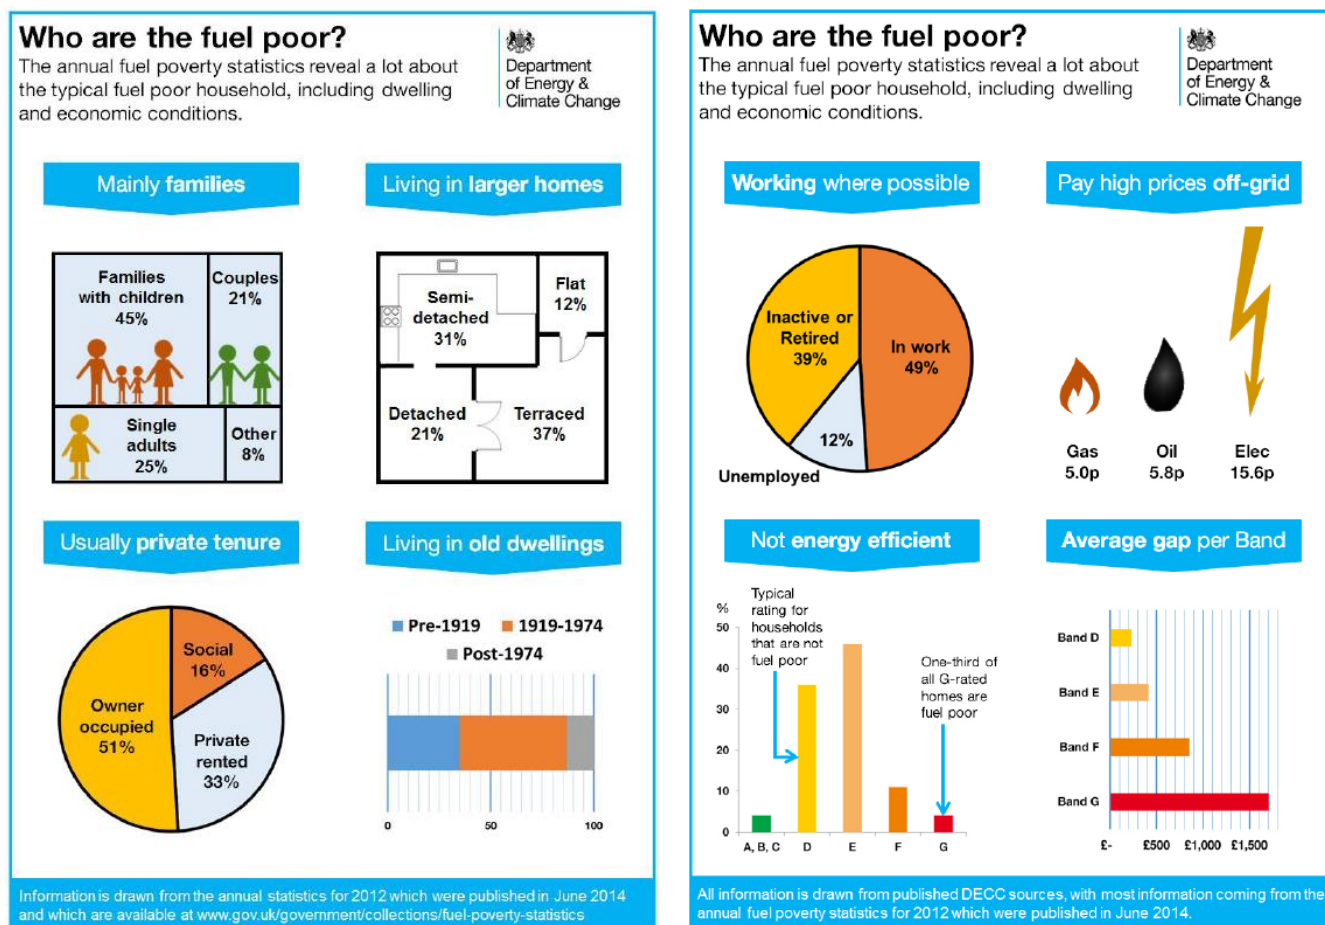 Who are the fuel poor?
The annual fuel poverty statistics reveal a lot about
the typical fuel poor household, including dwelling
and economic conditions.
Department
of Energy &
Climate Change
Mainly families
Families
with children
45%
Couples
21%
Single
adults
25%
Other
8%
Living in larger homes
Semi-
detached
31%
Flat
12%
Detached
21%
Terraced
37%
Usually private tenure
Social
16%
Owner
occupied
51%
Private
rented
33%
Living in old dwellings
Pre-1919
1919-1974
Post-1974
0 50 100
Information is drawn from the annual statistics for 2012 which were published in June 2014
and which are available at www.gov.uk/government/collections/fuel-poverty-statistics
Who are the fuel poor?
The annual fuel poverty statistics reveal a lot about
the typical fuel poor household, including dwelling
and economic conditions.
Department
of Energy &
Climate Change
Working where possible
Inactive or
Retired
39%
In work
49%
12%
Unemployed
Pay high prices off-grid
Gas
5.0p
Oil
5.8p
Elec
15.6p
Not energy efficient
%
50
40
30
20
10
0
Typical
rating for
households
that are not
fuel poor
One-third of
all G-rated
homes are
fuel poor
A, B, C D E F G
Average gap per Band
Band D
Band E
Band F
Band G
£- £500 £1,000 £1,500
All information is drawn from published DECC sources, with most information coming from the
annual fuel poverty statistics for 2012 which were published in June 2014.